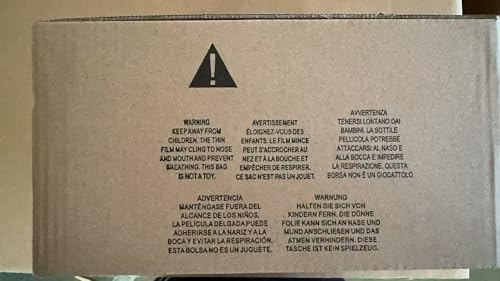 WARNING
KEEP AWAY FROM
CHILDREN, THE THIN
FILM MAY CLING TO NOSE
AND MOUTH AND PREVENT
BREATHING. THIS BAG
IS NOT A TOY.
AVERTISSEMENT
ÉLOIGNEZ-VOUS DES
ENFANTS, LE FILM MINCE
PEUT S'ACCROCHER AU
NEZ ET À LA BOUCHE ET
EMPÊCHER DE RESPIRER.
CE SAC N'EST PAS UN JOUET.
AVVERTENZA
TENERSI LONTANO DAI
BAMBINI. LA SOTTILE
PELLICOLA POTREBBE
ATTACCARSI AL NASO E
ALLA BOCCA E IMPEDIRE
LA RESPIRAZIONE. QUESTA
BORSA NON È UN GIOCATTOLO.
ADVERTENCIA
MANTÉNGASE FUERA DEL
ALCANCE DE LOS NIÑOS.
LA PELÍCULA DELGADA PUEDE
ADHERIRSE A LA NARIZ Y A LA
BOCA Y EVITAR LA RESPIRACIÓN.
ESTA BOLSA NO ES UN JUGUETE.
WARNUNG
HALTEN SIE SICH VON
KINDERN FERN. DIE DÜNNE
FOLIE KANN SICH AN NASE UND
MUND ANSCHLIEßEN UND DAS
ATMEN VERHINDERN. DIESE
TASCHE IST KEIN SPIELZEUG.